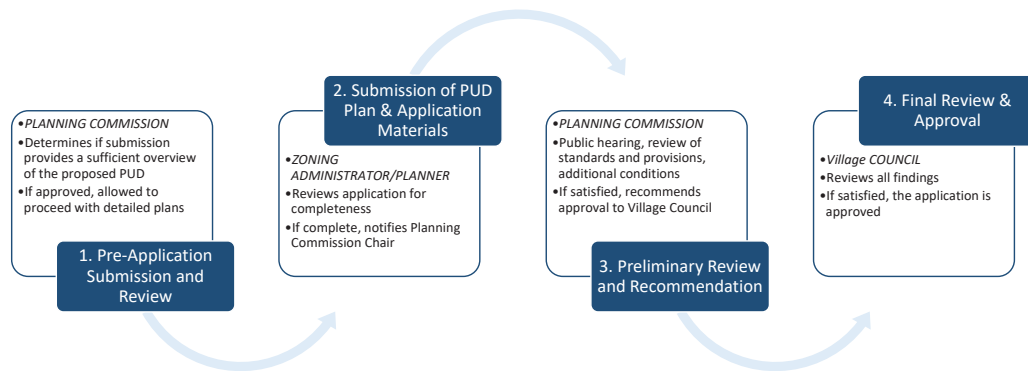 •PLANNING COMMISSION
•Determines if submission
provides a sufficient overview
of the proposed PUD
•If approved, allowed to
proceed with detailed plans
1. Pre-Application
Submission and
Review
2. Submission of PUD
Plan & Application
Materials
•ZONING
ADMINISTRATOR/PLANNER
•Reviews application for
completeness
•If complete, notifies Planning
Commission Chair
•PLANNING COMMISSION
•Public hearing, review of
standards and provisions,
additional conditions
•If satisfied, recommends
approval to Village Council
3. Preliminary Review
and Recommendation
4. Final Review &
Approval
•Village COUNCIL
•Reviews all findings
•If satisfied, the application is
approved